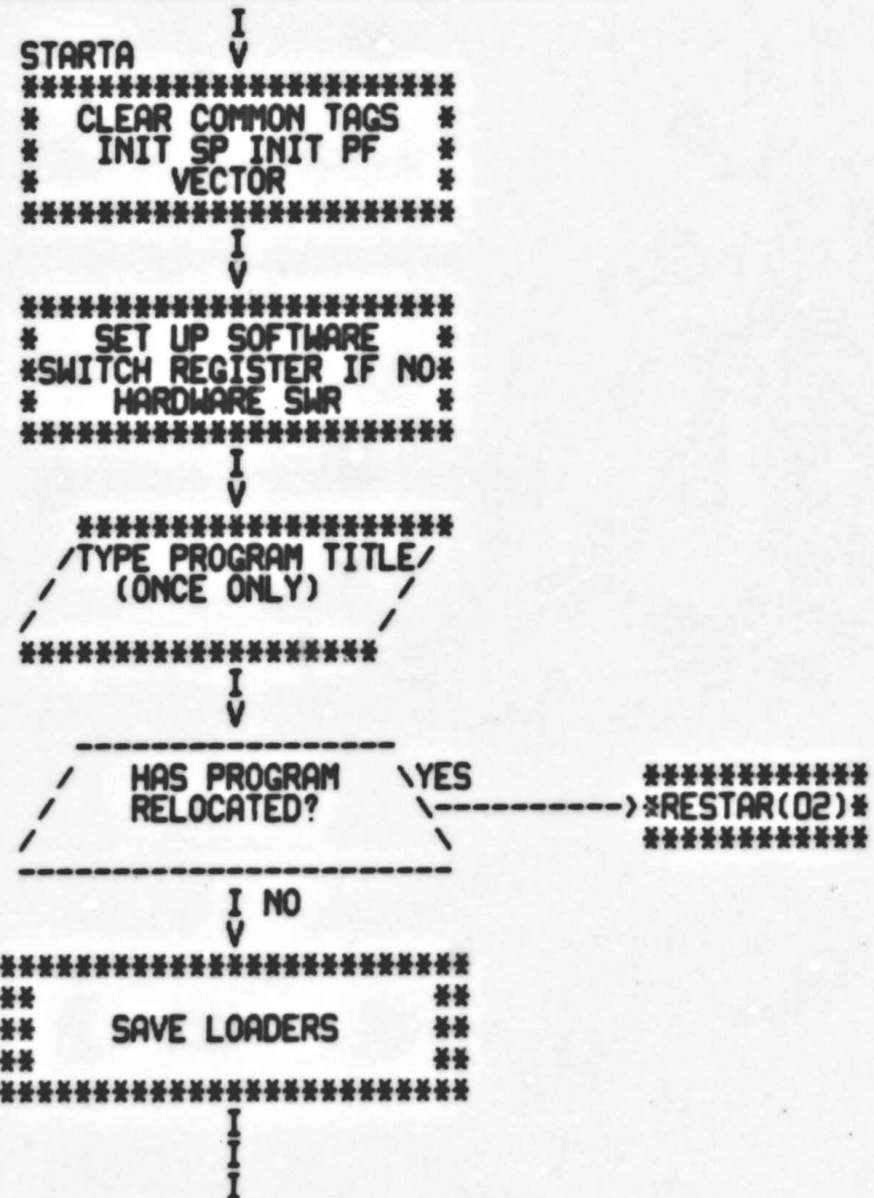 I
V
STARTA
***********************
* CLEAR COMMON TAGS *
* INIT SP INIT PF *
* VECTOR *
***********************
I
V
***********************
* SET UP SOFTWARE *
*SWITCH REGISTER IF NO*
* HARDWARE SWR *
***********************
I
V
********************
/TYPE PROGRAM TITLE/
/ (ONCE ONLY) /
/ /
*******************
I
V
-----------------
/ HAS PROGRAM \YES ************
/ RELOCATED? \----------->*RESTAR(02)*
/ \ ************
-----------------------
I NO
V
*************************
** **
** SAVE LOADERS **
** **
*************************
I
I
I